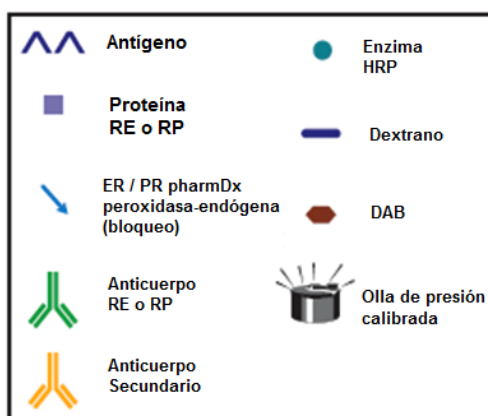 Antígeno
Proteína
RE o RP
ER / PR pharmDx
peroxidasa-endógena
(bloqueo)
Anticuerpo
RE o RP
Anticuerpo
Secundario
Enzima
HRP
Dextrano
DAB
Olla de presión
calibrada